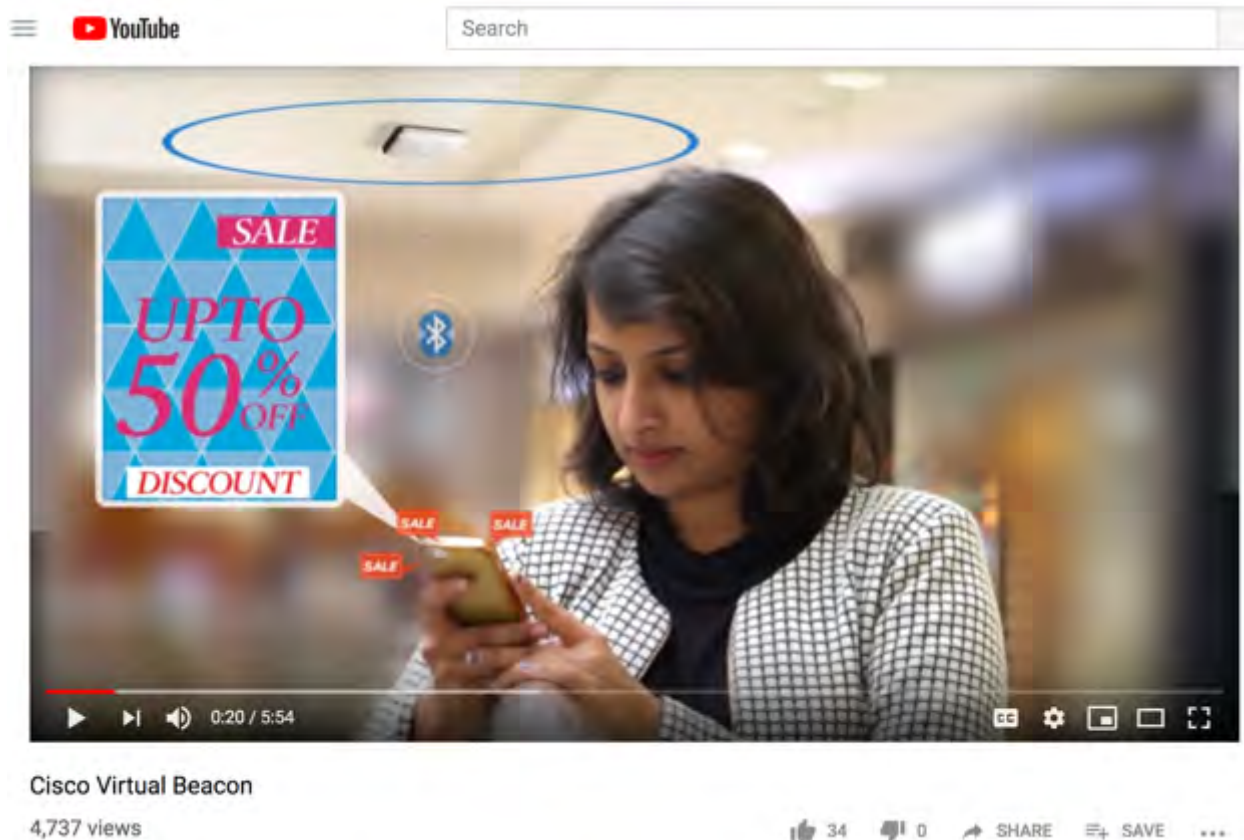 YouTube
Search
SALE
UPTO
50%
OFF
DISCOUNT
SALE
SALE
SALE
0:20 / 5:54
CC
Cisco Virtual Beacon
4,737 views
34
0
SHARE
SAVE